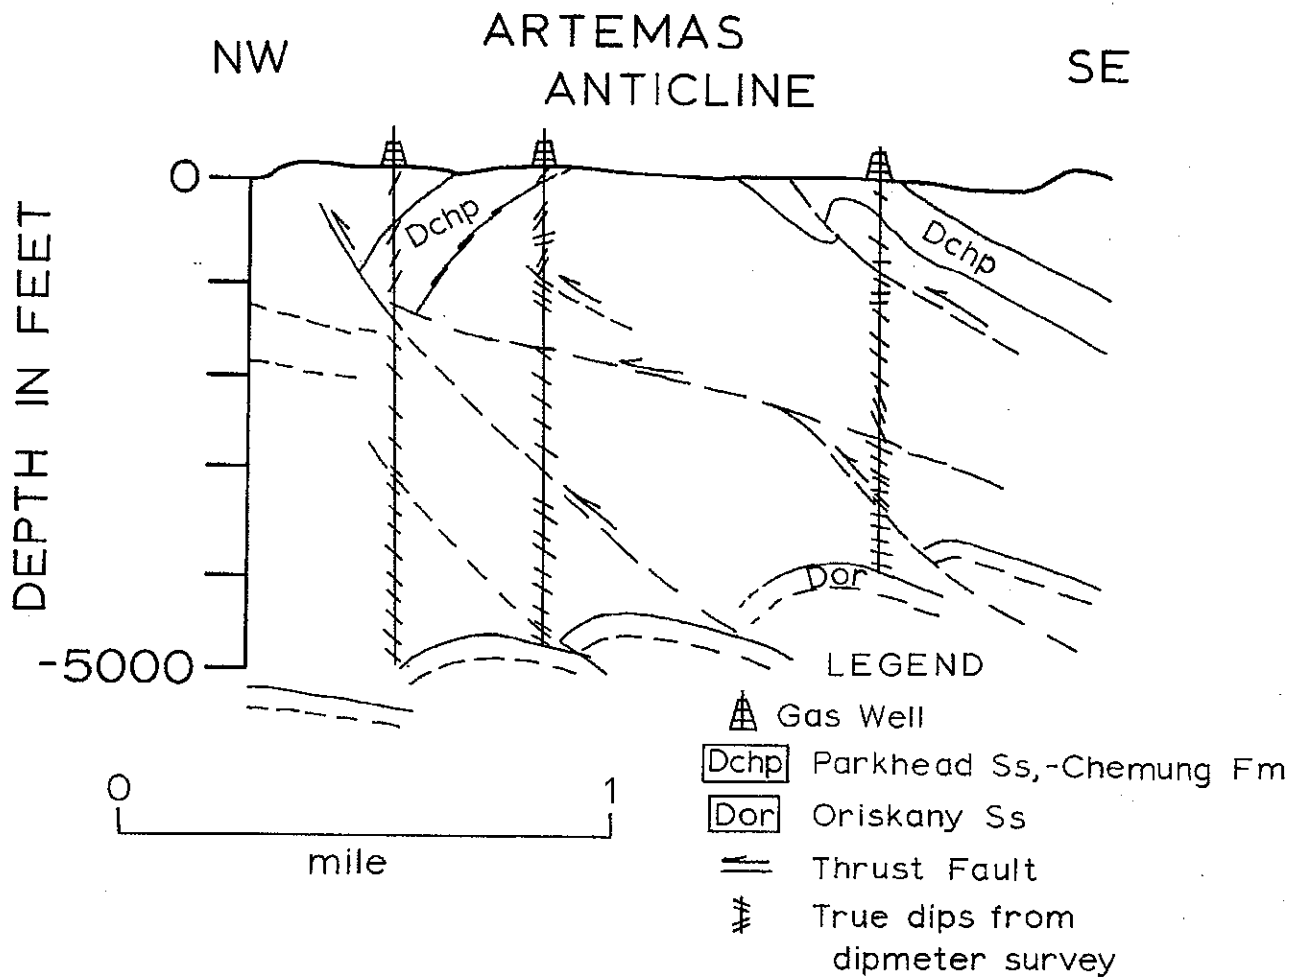 ARTEMAS
ANTICLINE
NW
SE
DEPTH IN FEET
0
-5000
Dchp
Dchp
Dor
0
1
mile
LEGEND
Gas Well
Dchp Parkhead Ss,-Chemung Fm
Dor Oriskany Ss
Thrust Fault
True dips from
dipmeter survey